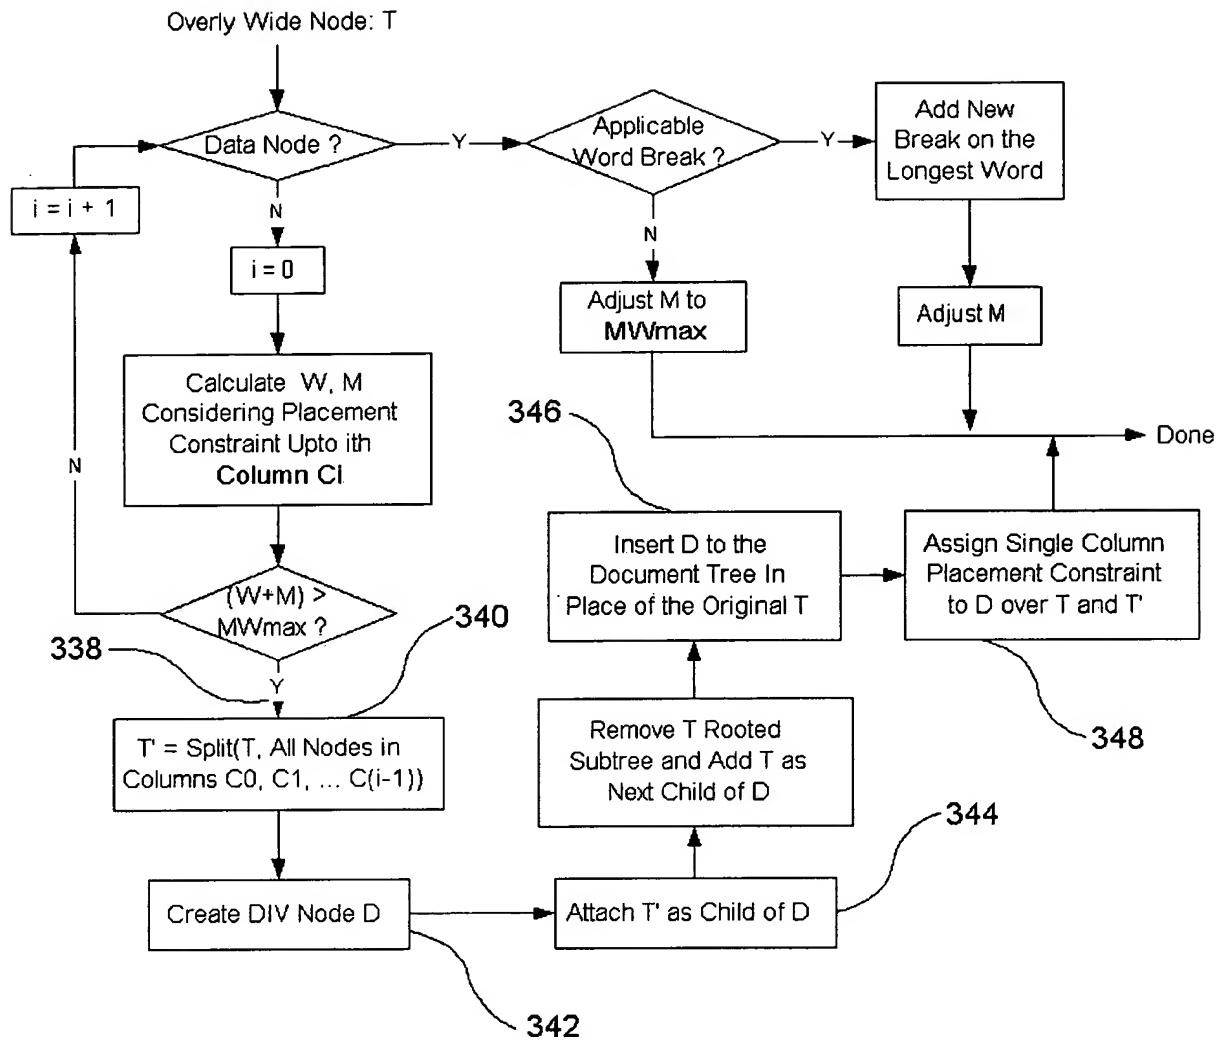 Overly Wide Node: T
Data Node ?
Y
Applicable
Word Break ?
Y
Add New
Break on the
Longest Word
i = i + 1
N
i = 0
N
Adjust M to
MWmax
Adjust M
Calculate W, M
Considering Placement
Constraint Upto ith
Column Ci
N
346
Done
Insert D to the
Document Tree In
Place of the Original T
Assign Single Column
Placement Constraint
to D over T and T'
(W+M) >
MWmax ?
340
338
Y
T' = Split(T, All Nodes in
Columns C0, C1, ... C(i-1))
Remove T Rooted
Subtree and Add T as
Next Child of D
348
344
Create DIV Node D
Attach T' as Child of D
342